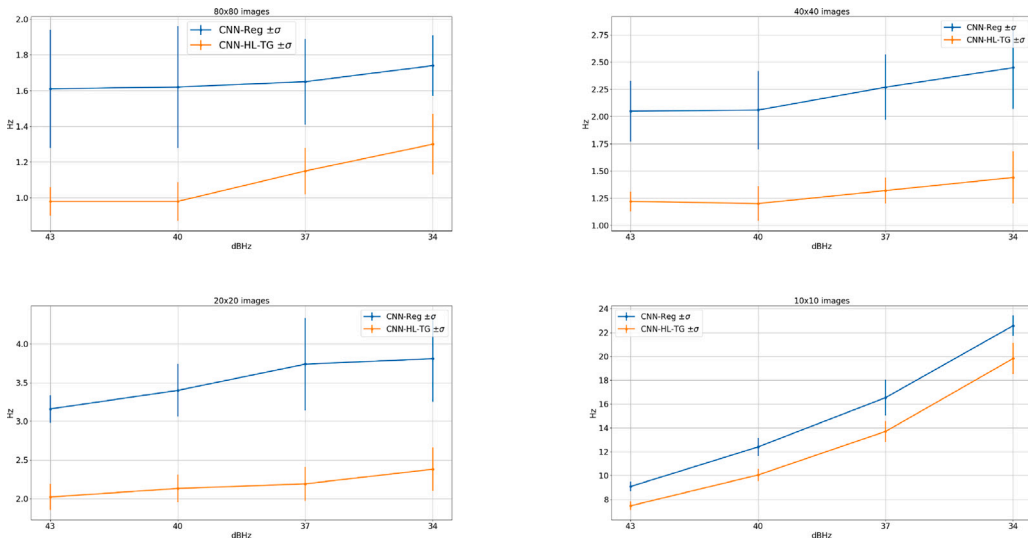 80x80 images
2.0
1.8
1.6
1.4
1.2
1.0
Hz
43
40
37
34
dBHz
CNN-Reg ±σ
CNN-HL-TG ±σ
40x40 images
2.75
2.50
2.25
2.00
1.75
1.50
1.25
1.00
Hz
43
40
37
34
dBHz
CNN-Reg ±σ
CNN-HL-TG ±σ
20x20 images
4.0
3.5
3.0
2.5
2.0
Hz
43
40
37
34
dBHz
CNN-Reg ±σ
CNN-HL-TG ±σ
10x10 images
24
22
20
18
16
14
12
10
8
Hz
43
40
37
34
dBHz
CNN-Reg ±σ
CNN-HL-TG ±σ